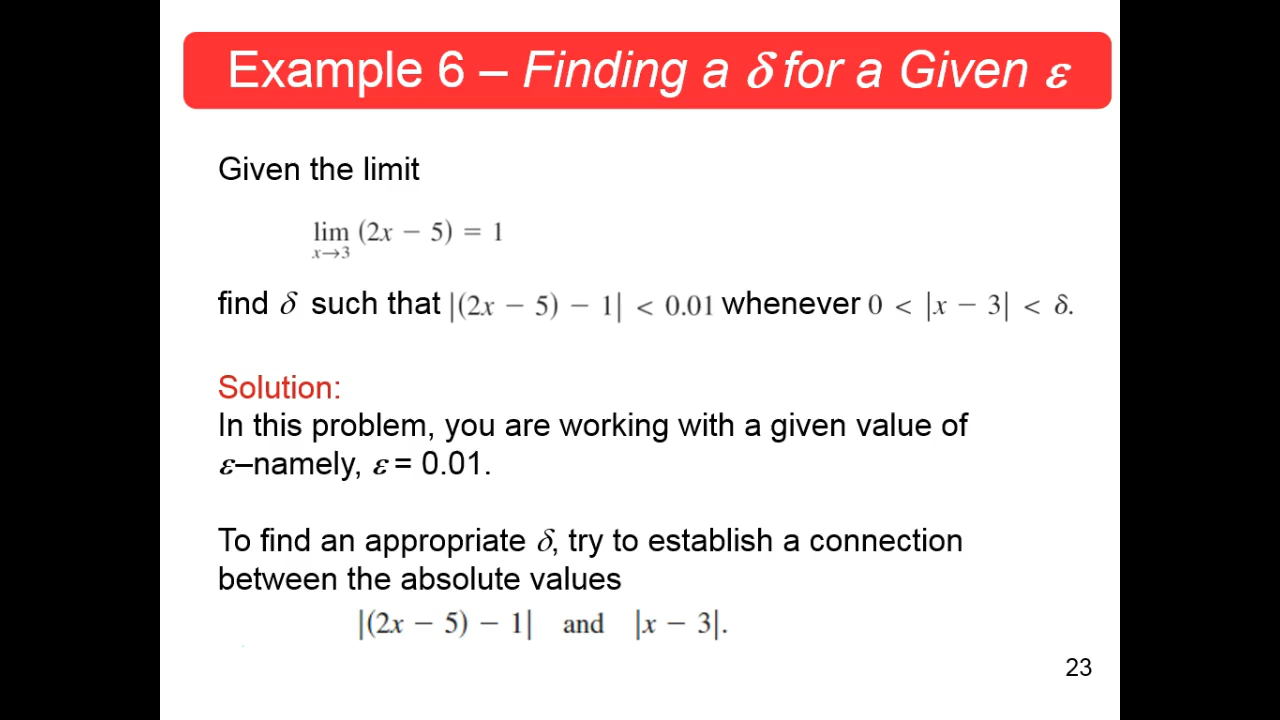 Example 6 – Finding a δ for a Given ε
Given the limit
lim (2x − 5) = 1
x→3
find δ such that |(2x − 5) − 1| < 0.01 whenever 0 < |x − 3| < δ.
Solution:
In this problem, you are working with a given value of
ε–namely, ε = 0.01.
To find an appropriate δ, try to establish a connection
between the absolute values
|(2x − 5) − 1| and |x − 3|.
23